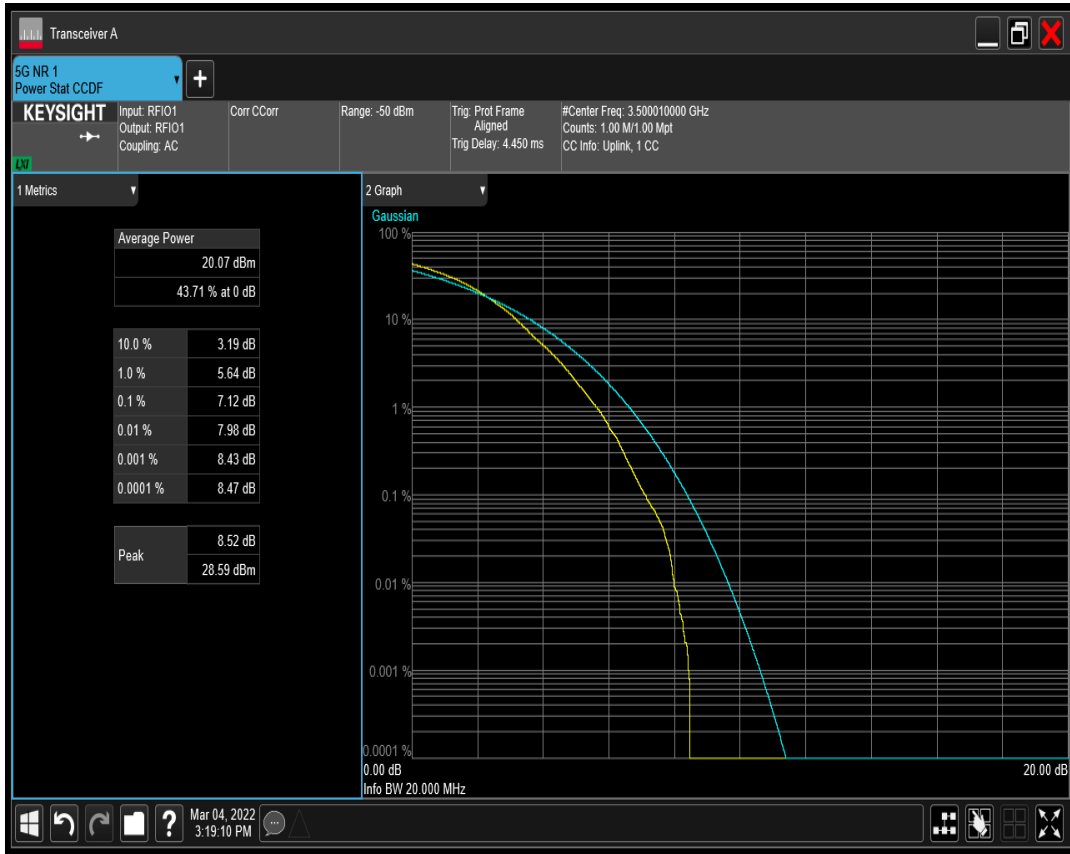 Transceiver A
5G NR 1
Power Stat CCDF
+
KEYSIGHT
LXI
Input: RFIO1
Output: RFIO1
Coupling: AC
Corr CCorr
Range: -50 dBm
Trig: Prot Frame
Aligned
Trig Delay: 4.450 ms
#Center Freq: 3.500010000 GHz
Counts: 1.00 M/1.00 Mpt
CC Info: Uplink, 1 CC
1 Metrics
Average Power
20.07 dBm
43.71 % at 0 dB
10.0 % 3.19 dB
1.0 % 5.64 dB
0.1 % 7.12 dB
0.01 % 7.98 dB
0.001 % 8.43 dB
0.0001 % 8.47 dB
Peak
8.52 dB
28.59 dBm
2 Graph
Gaussian
100 %
10 %
1 %
0.1 %
0.01 %
0.001 %
0.0001 %
0.00 dB 20.00 dB
Info BW 20.000 MHz
?
Mar 04, 2022
3:19:10 PM